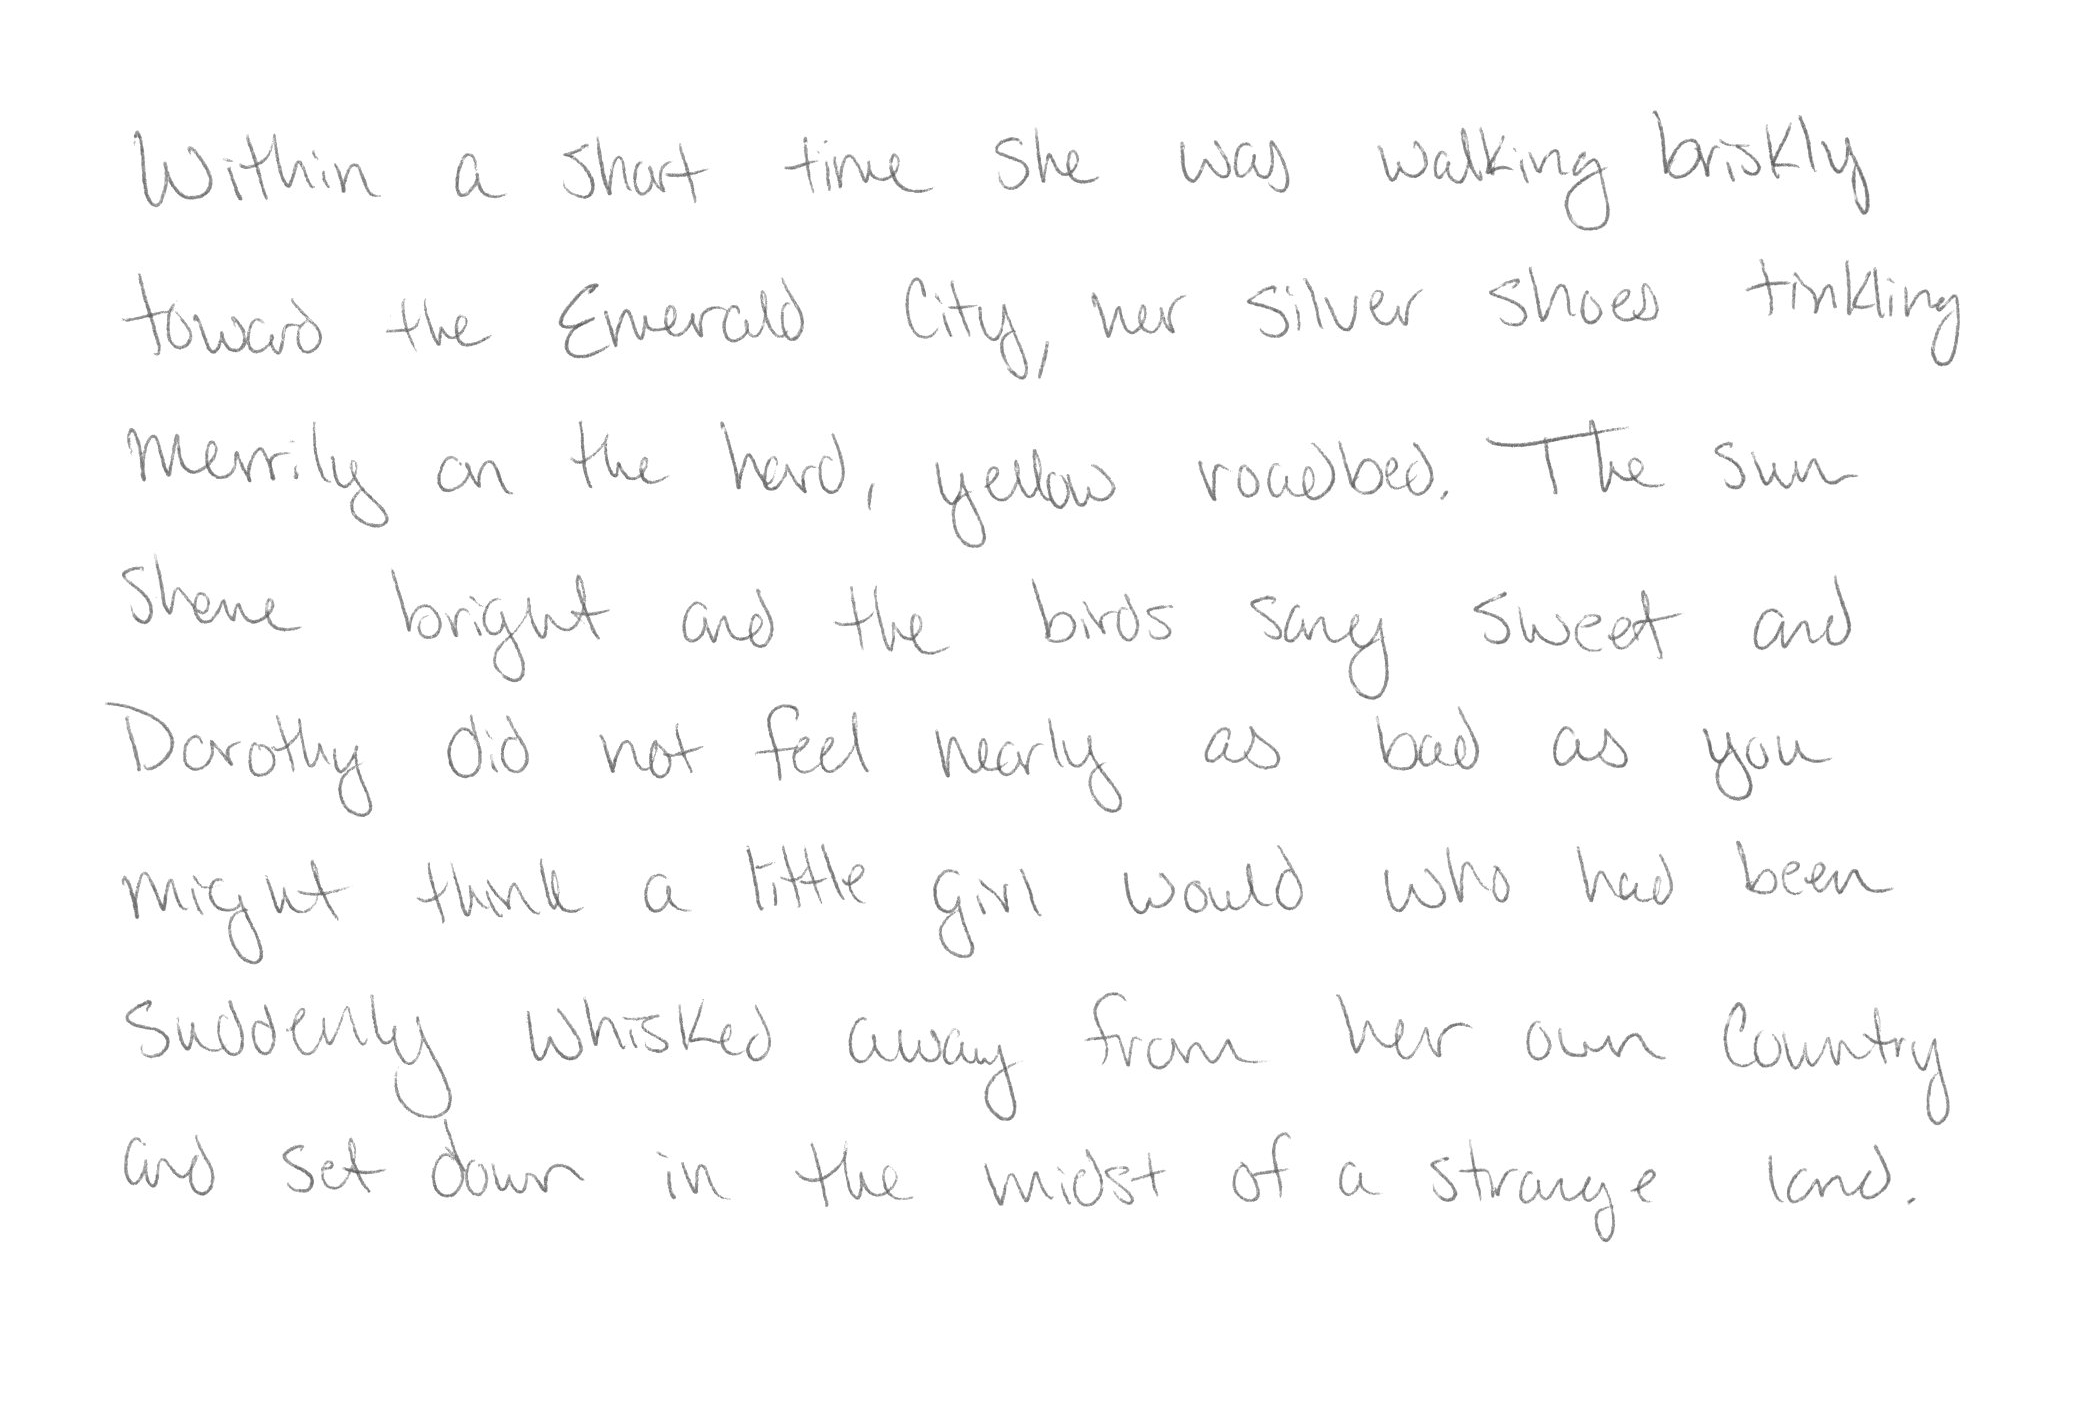 Within a short time she was walking briskly
toward the Emerald City, her silver shoes tinkling
merrily on the hard, yellow roadbed. The sun
shone bright and the birds sang sweet and
Dorothy did not feel nearly as bad as you
might think a little girl would who had been
suddenly whisked away from her own country
and set down in the midst of a strange land.